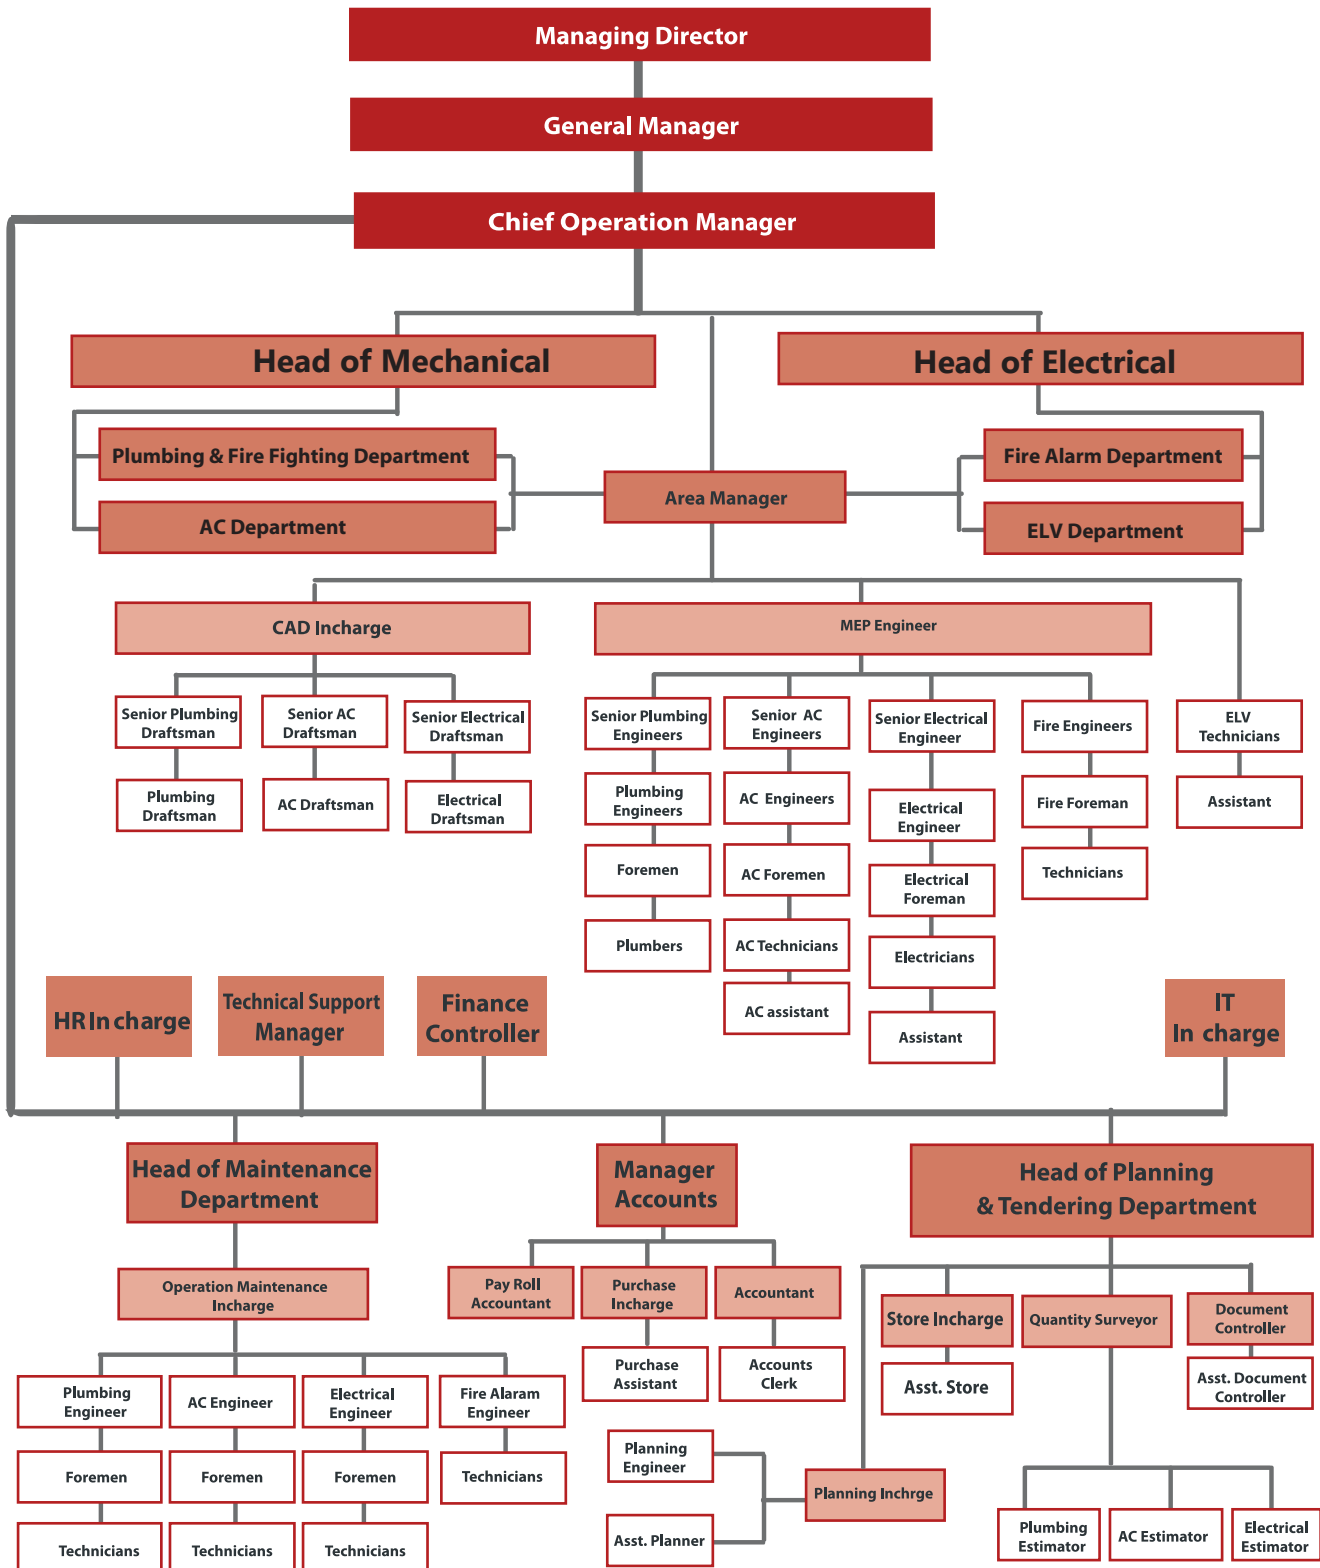 Managing Director
General Manager
Chief Operation Manager
Head of Mechanical
Head of Electrical
Plumbing & Fire Fighting Department
Fire Alarm Department
Area Manager
AC Department
ELV Department
CAD Incharge
MEP Engineer
Senior Plumbing
Draftsman
Senior AC
Draftsman
Senior Electrical
Draftsman
Senior Plumbing
Engineers
Senior AC
Engineers
Senior Electrical
Engineer
Fire Engineers
ELV
Technicians
Plumbing
Draftsman
AC Draftsman
Electrical
Draftsman
Plumbing
Engineers
AC Engineers
Electrical
Engineer
Fire Foreman
Assistant
Foremen
AC Foremen
Electrical
Foreman
Technicians
Plumbers
AC Technicians
Electricians
AC assistant
Assistant
HR In charge
Technical Support
Manager
Finance
Controller
IT
In charge
Head of Maintenance
Department
Manager
Accounts
Head of Planning
& Tendering Department
Operation Maintenance
Incharge
Pay Roll
Accountant
Purchase
Incharge
Accountant
Store Incharge
Quantity Surveyor
Document
Controller
Purchase
Assistant
Accounts
Clerk
Asst. Store
Asst. Document
Controller
Plumbing
Engineer
AC Engineer
Electrical
Engineer
Fire Alaram
Engineer
Planning
Engineer
Foremen
Foremen
Foremen
Technicians
Planning Inchrge
Asst. Planner
Plumbing
Estimator
AC Estimator
Electrical
Estimator
Technicians
Technicians
Technicians